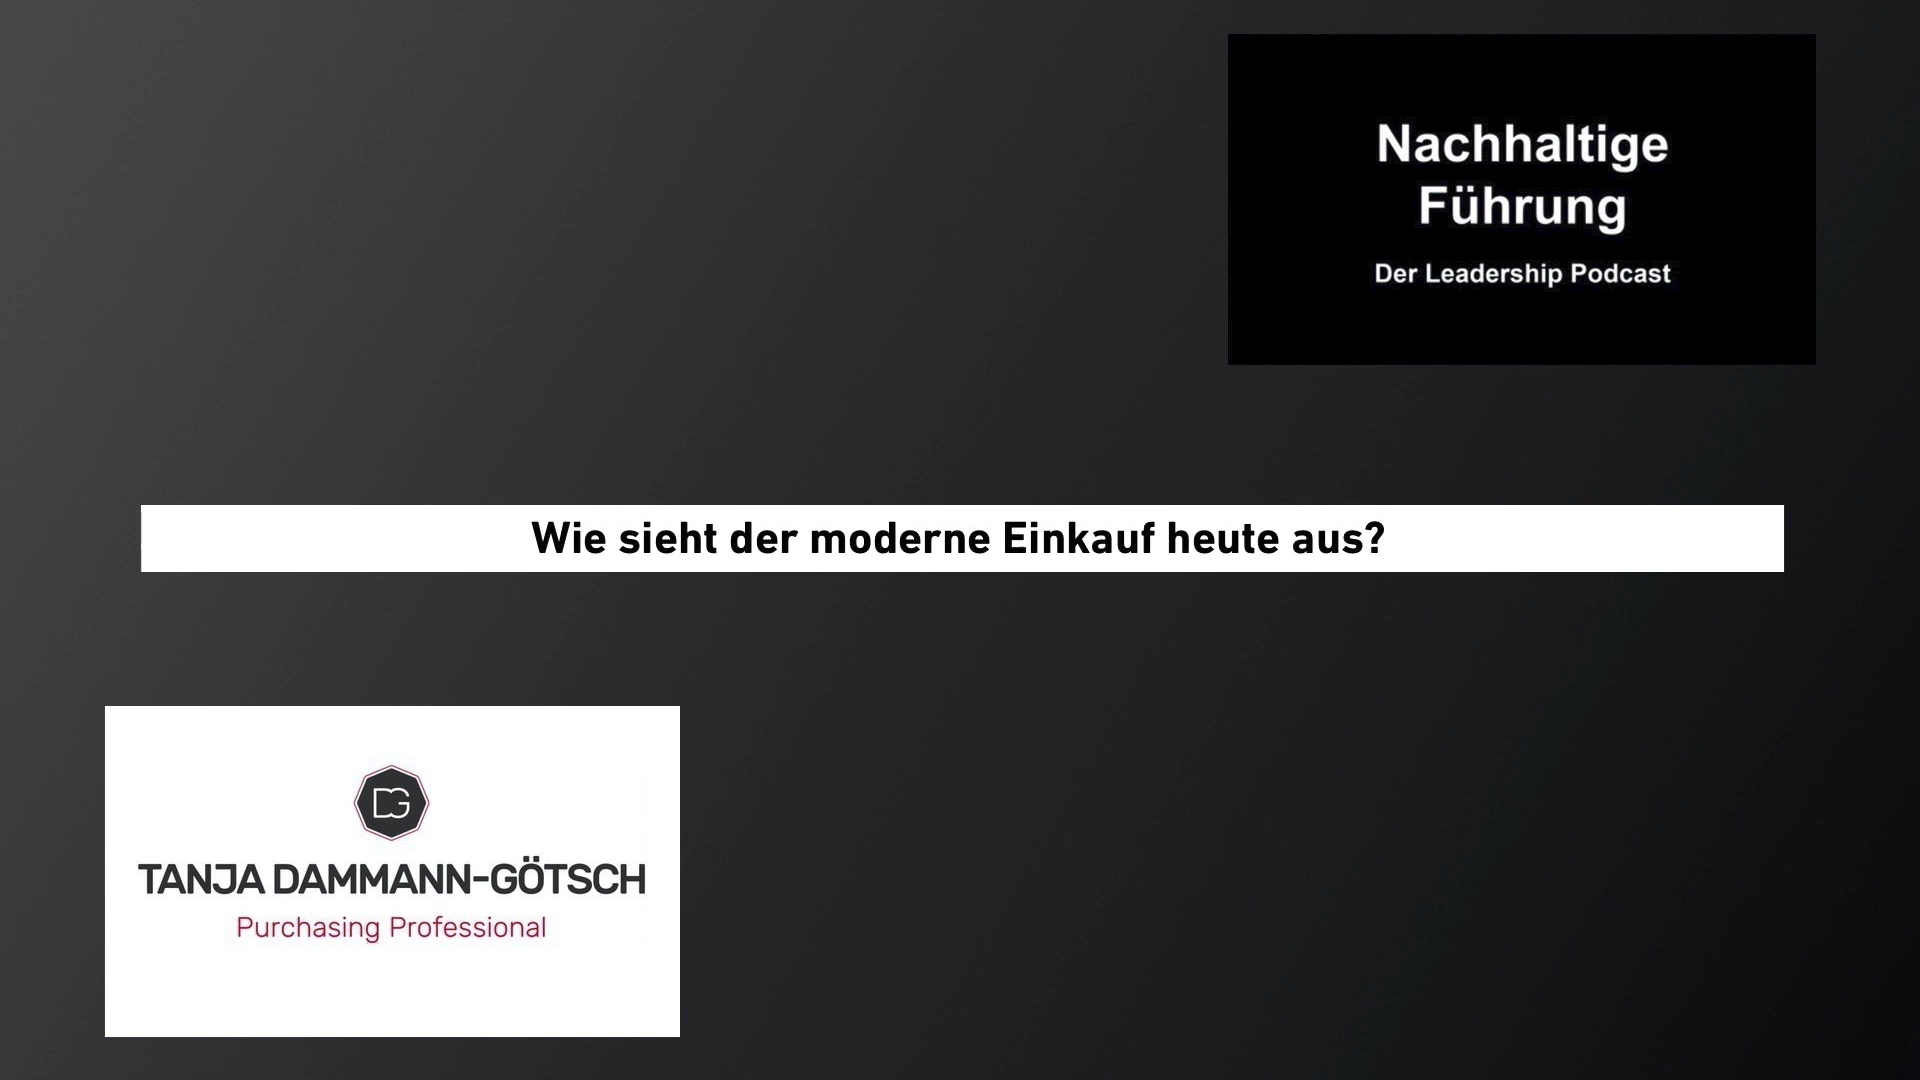 Nachhaltige
Führung
Der Leadership Podcast
Wie sieht der moderne Einkauf heute aus?
DG
TANJA DAMMANN-GÖTSCH
Purchasing Professional